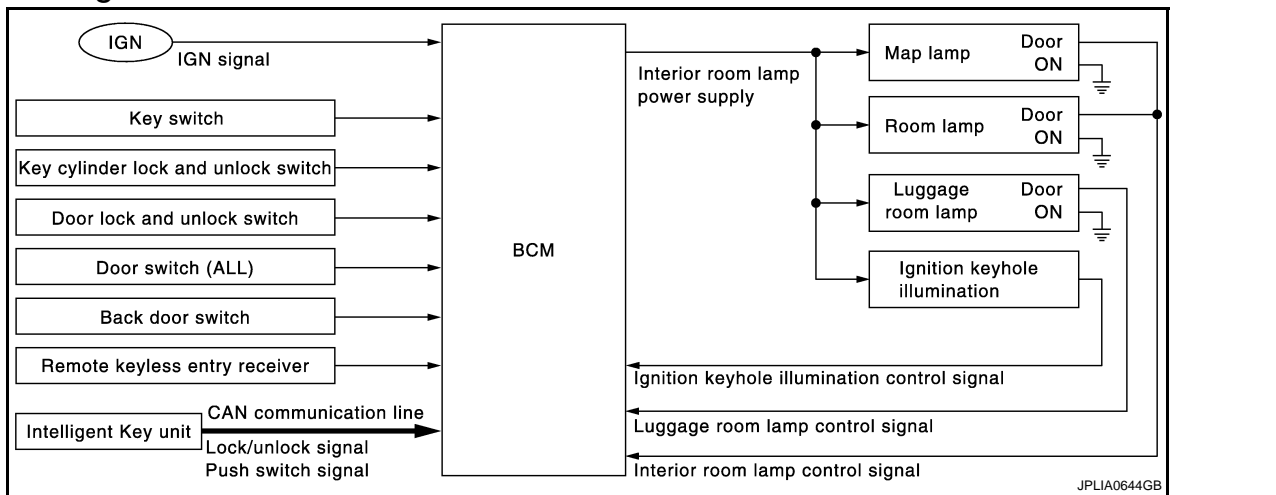 IGN
IGN signal
Key switch
Key cylinder lock and unlock switch
Door lock and unlock switch
Door switch (ALL)
Back door switch
Remote keyless entry receiver
Intelligent Key unit
CAN communication line
Lock/unlock signal
Push switch signal
BCM
Interior room lamp
power supply
Map lamp
Door
ON
Room lamp
Door
ON
Luggage
room lamp
Door
ON
Ignition keyhole
illumination
Ignition keyhole illumination control signal
Luggage room lamp control signal
Interior room lamp control signal
JPLIA0644GB